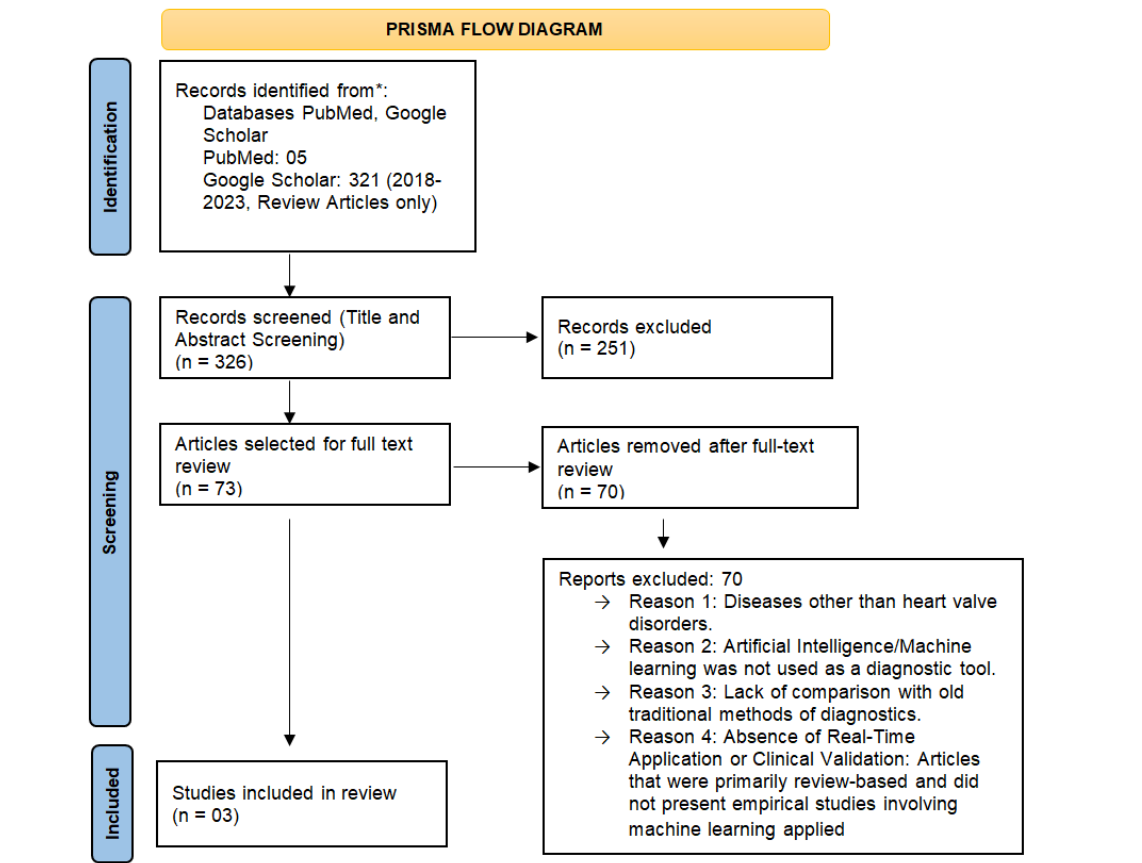 PRISMA FLOW DIAGRAM
Identification
Records identified from*:
Databases PubMed, Google
Scholar
PubMed: 05
Google Scholar: 321 (2018-
2023, Review Articles only)
Screening
Records screened (Title and
Abstract Screening)
(n = 326)
Records excluded
(n = 251)
Articles selected for full text
review
(n = 73)
Articles removed after full-text
review
(n = 70)
Reports excluded: 70
→ Reason 1: Diseases other than heart valve
disorders.
→ Reason 2: Artificial Intelligence/Machine
learning was not used as a diagnostic tool.
→ Reason 3: Lack of comparison with old
traditional methods of diagnostics.
→ Reason 4: Absence of Real-Time
Application or Clinical Validation: Articles
that were primarily review-based and did
not present empirical studies involving
machine learning applied
Included
Studies included in review
(n = 03)